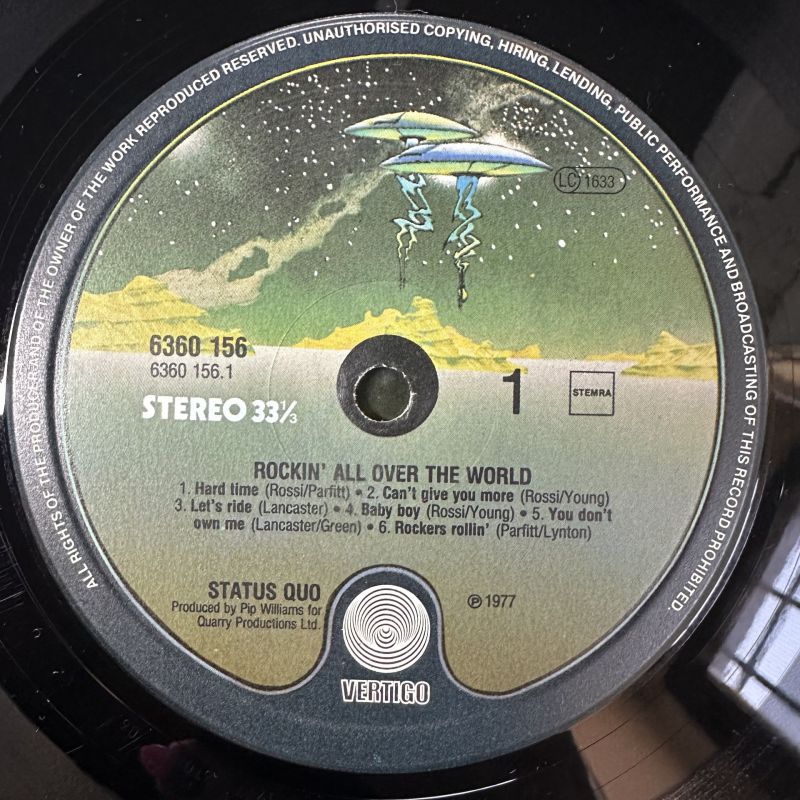 ALL RIGHTS OF THE PRODUCER AND OF THE OWNER OF THE WORK REPRODUCED RESERVED. UNAUTHORISED COPYING, HIRING, LENDING, PUBLIC PERFORMANCE AND BROADCASTING OF THIS RECORD PROHIBITED.
LC 1633
6360 156
6360 156.1
STEREO 33⅓
1
STEMRA
ROCKIN' ALL OVER THE WORLD
1. Hard time (Rossi/Parfitt) • 2. Can't give you more (Rossi/Young)
3. Let's ride (Lancaster) • 4. Baby boy (Rossi/Young) • 5. You don't
own me (Lancaster/Green) • 6. Rockers rollin' (Parfitt/Lynton)
STATUS QUO
Produced by Pip Williams for
Quarry Productions Ltd.
℗ 1977
VERTIGO